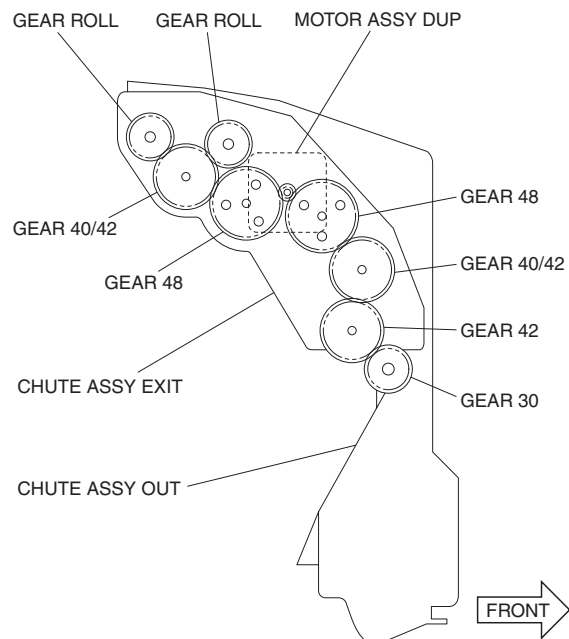 GEAR ROLL
GEAR ROLL
MOTOR ASSY DUP
GEAR 48
GEAR 40/42
GEAR 40/42
GEAR 48
GEAR 42
CHUTE ASSY EXIT
GEAR 30
CHUTE ASSY OUT
FRONT